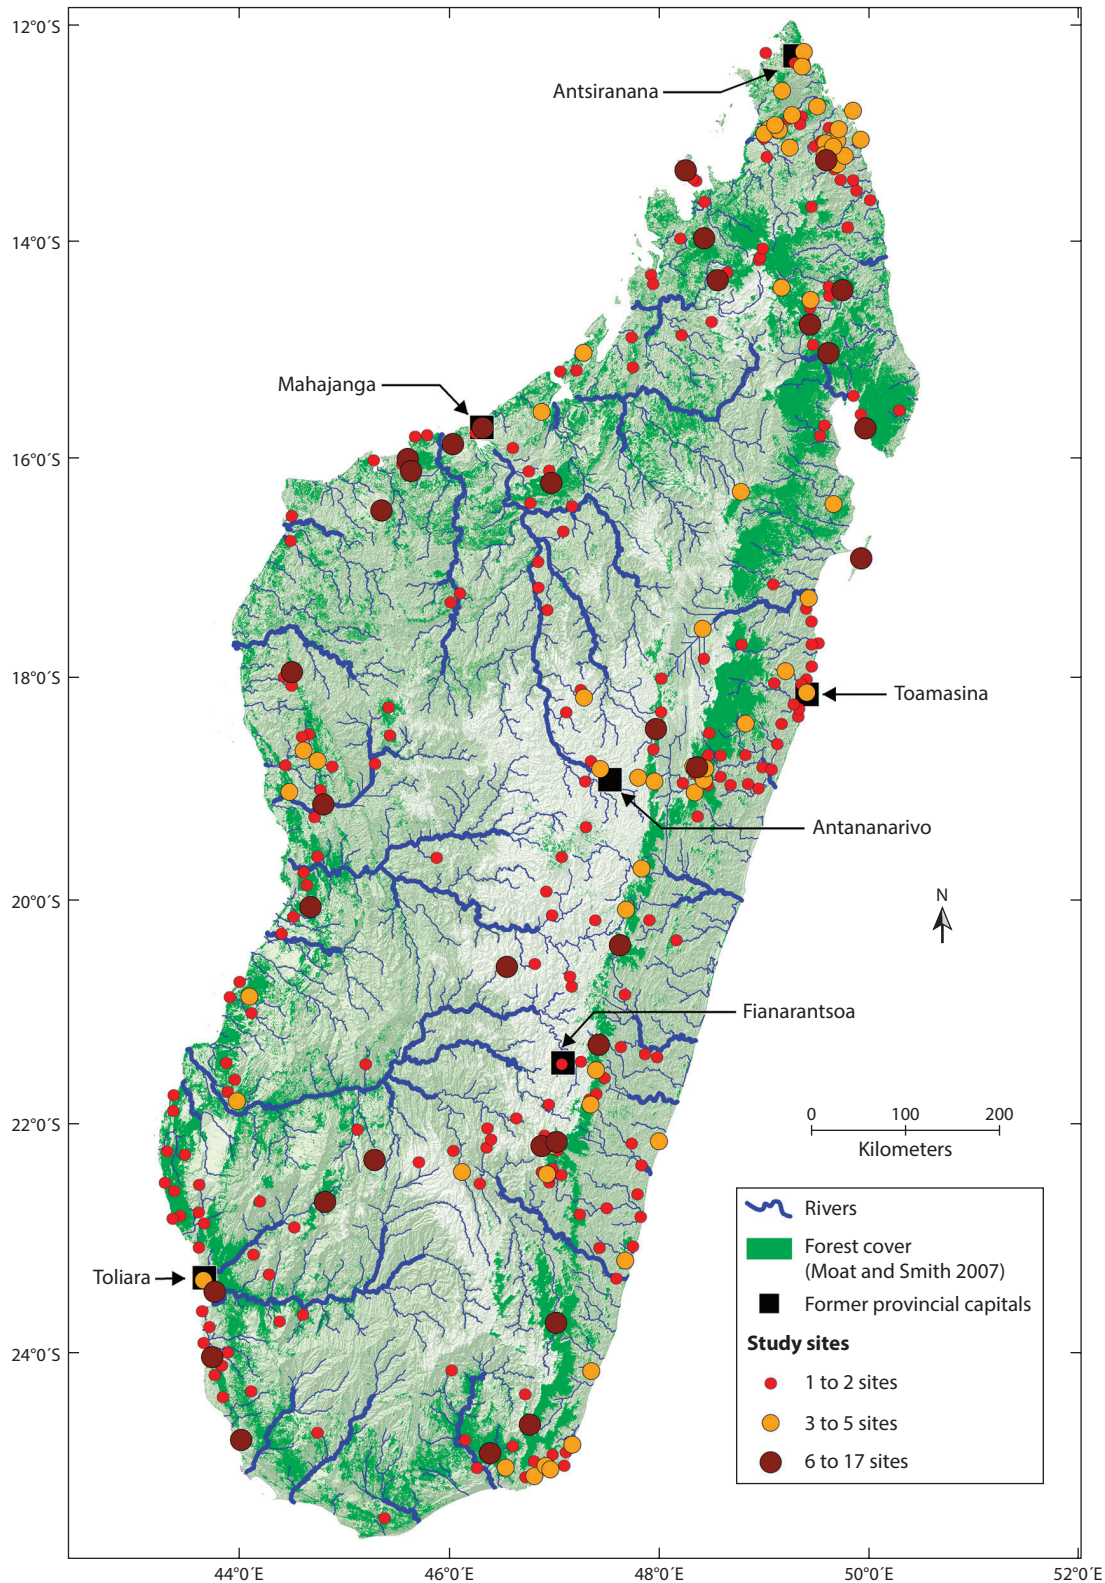 12°0´S
14°0´S
16°0´S
18°0´S
20°0´S
22°0´S
24°0´S
Antsiranana
Mahajanga
Toamasina
Antananarivo
Fianarantsoa
Toliara
N
0 100 200
Kilometers
Rivers
Forest cover
(Moat and Smith 2007)
Former provincial capitals
Study sites
1 to 2 sites
3 to 5 sites
6 to 17 sites
44°0´E 46°0´E 48°0´E 50°0´E 52°0´E